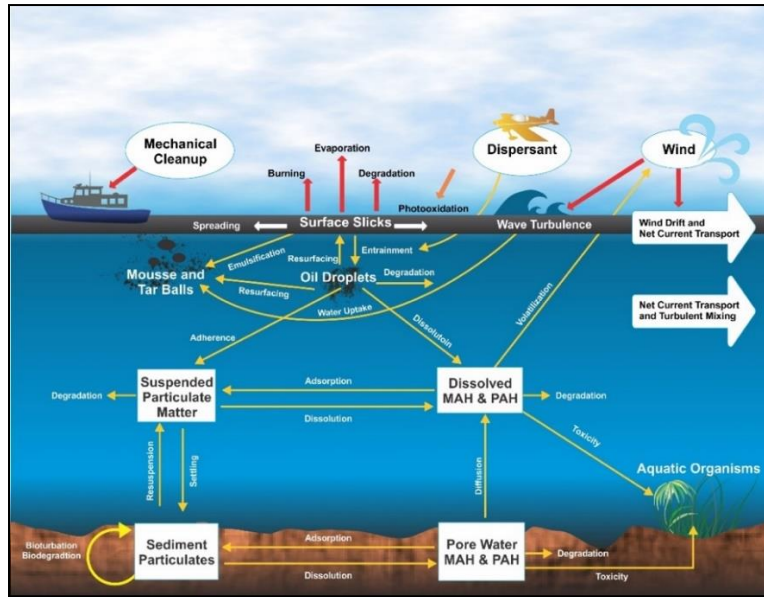 Mechanical
Cleanup
Evaporation
Burning
Degradation
Dispersant
Wind
Photooxidation
Spreading
Surface Slicks
Wave Turbulence
Wind Drift and
Net Current Transport
Entrainment
Emulsification
Resurfacing
Mousse and
Tar Balls
Oil Droplets
Degradation
Resurfacing
Water Uptake
Net Current Transport
and Turbulent Mixing
Volatilization
Adherence
Dissolutoin
Suspended
Particulate
Matter
Degradation
Adsorption
Dissolution
Dissolved
MAH & PAH
Degradation
Toxicity
Resuspension
Settling
Diffusion
Aquatic Organisms
Bioturbation
Biodegradtion
Sediment
Particulates
Adsorption
Dissolution
Pore Water
MAH & PAH
Degradation
Toxicity